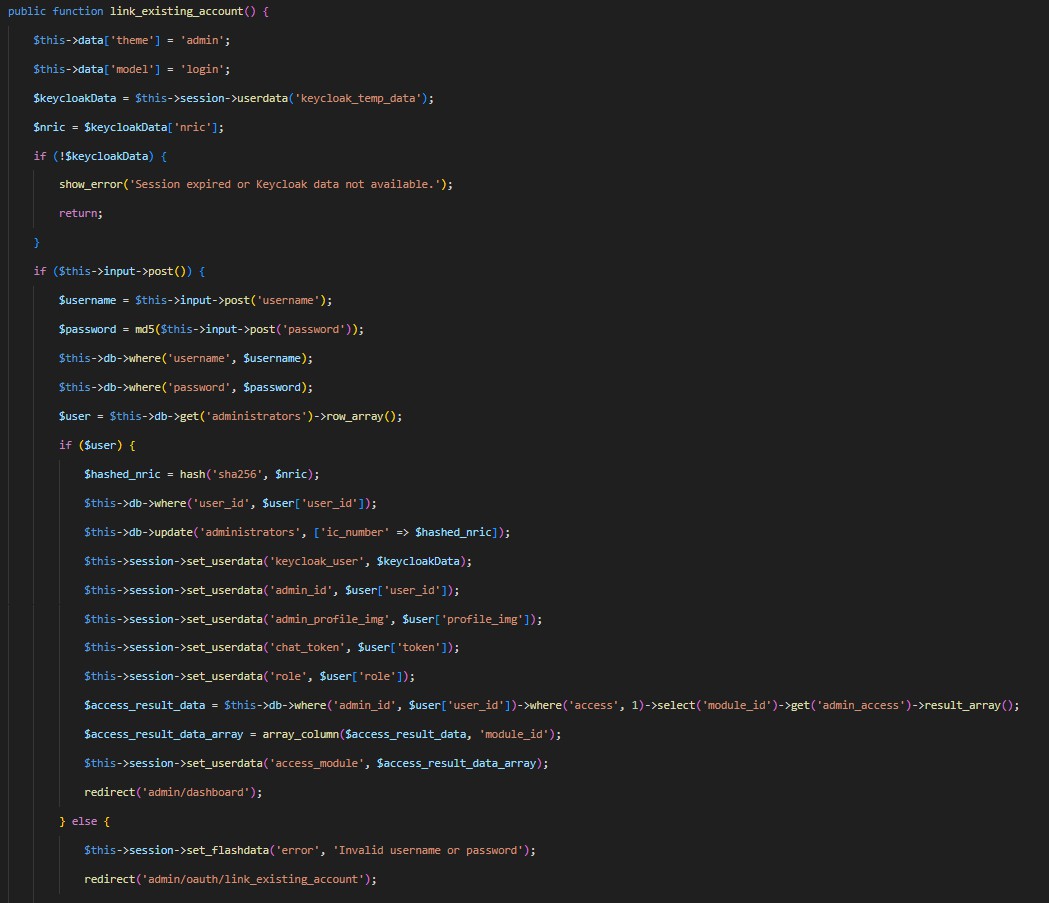 public function link_existing_account() {
$this->data['theme'] = 'admin';
$this->data['model'] = 'login';
$keycloakData = $this->session->userdata('keycloak_temp_data');
$nric = $keycloakData['nric'];
if (!$keycloakData) {
show_error('Session expired or Keycloak data not available.');
return;
}
if ($this->input->post()) {
$username = $this->input->post('username');
$password = md5($this->input->post('password'));
$this->db->where('username', $username);
$this->db->where('password', $password);
$user = $this->db->get('administrators')->row_array();
if ($user) {
$hashed_nric = hash('sha256', $nric);
$this->db->where('user_id', $user['user_id']);
$this->db->update('administrators', ['ic_number' => $hashed_nric]);
$this->session->set_userdata('keycloak_user', $keycloakData);
$this->session->set_userdata('admin_id', $user['user_id']);
$this->session->set_userdata('admin_profile_img', $user['profile_img']);
$this->session->set_userdata('chat_token', $user['token']);
$this->session->set_userdata('role', $user['role']);
$access_result_data = $this->db->where('admin_id', $user['user_id'])->where('access', 1)->select('module_id')->get('admin_access')->result_array();
$access_result_data_array = array_column($access_result_data, 'module_id');
$this->session->set_userdata('access_module', $access_result_data_array);
redirect('admin/dashboard');
} else {
$this->session->set_flashdata('error', 'Invalid username or password');
redirect('admin/oauth/link_existing_account');